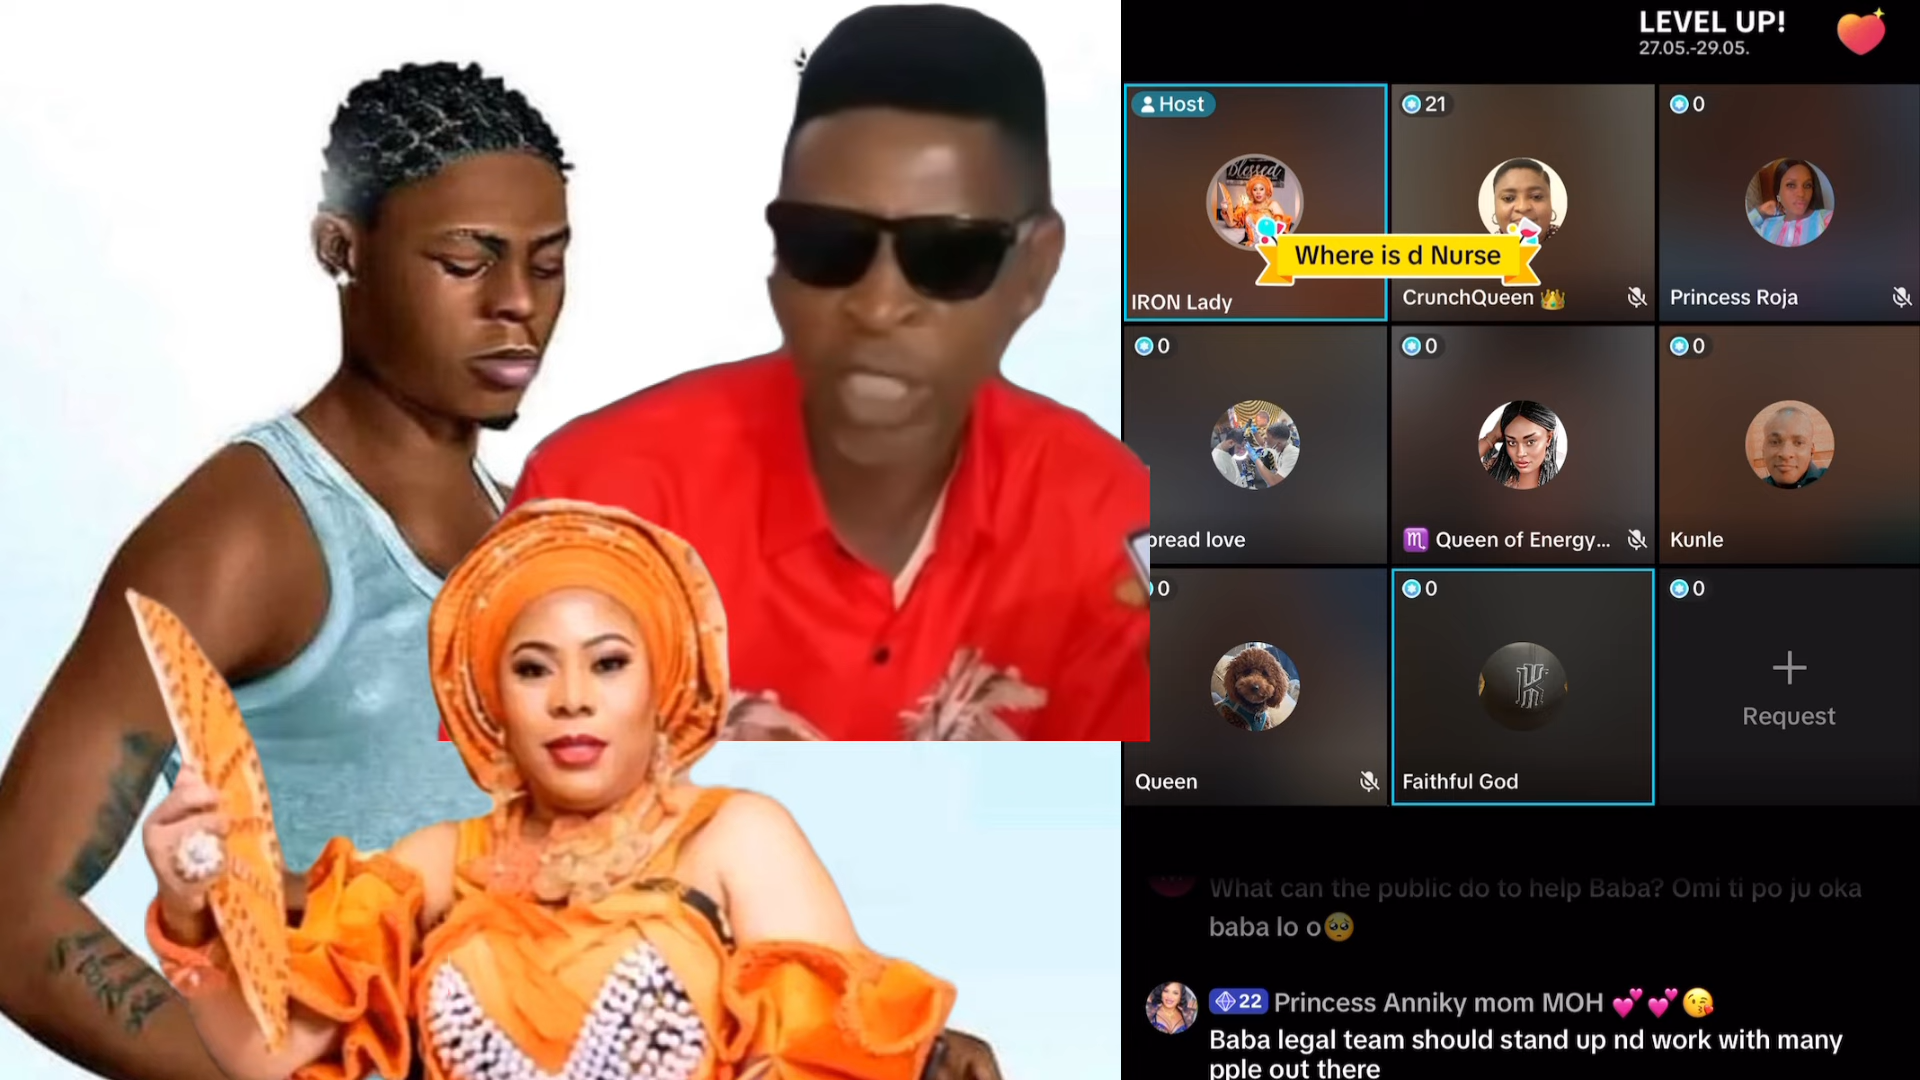 LEVEL UP!
27.05.-29.05.
Host
21
0
Blessed
Where is d Nurse
IRON Lady
CrunchQueen
Princess Roja
0
0
0
pread love
Queen of Energy...
Kunle
0
0
0
Queen
Faithful God
Request
What can the public do to help Baba? Omi ti po ju oka
baba lo o🥺
22 Princess Anniky mom MOH 💕💕😘
Baba legal team should stand up nd work with many
pple out there